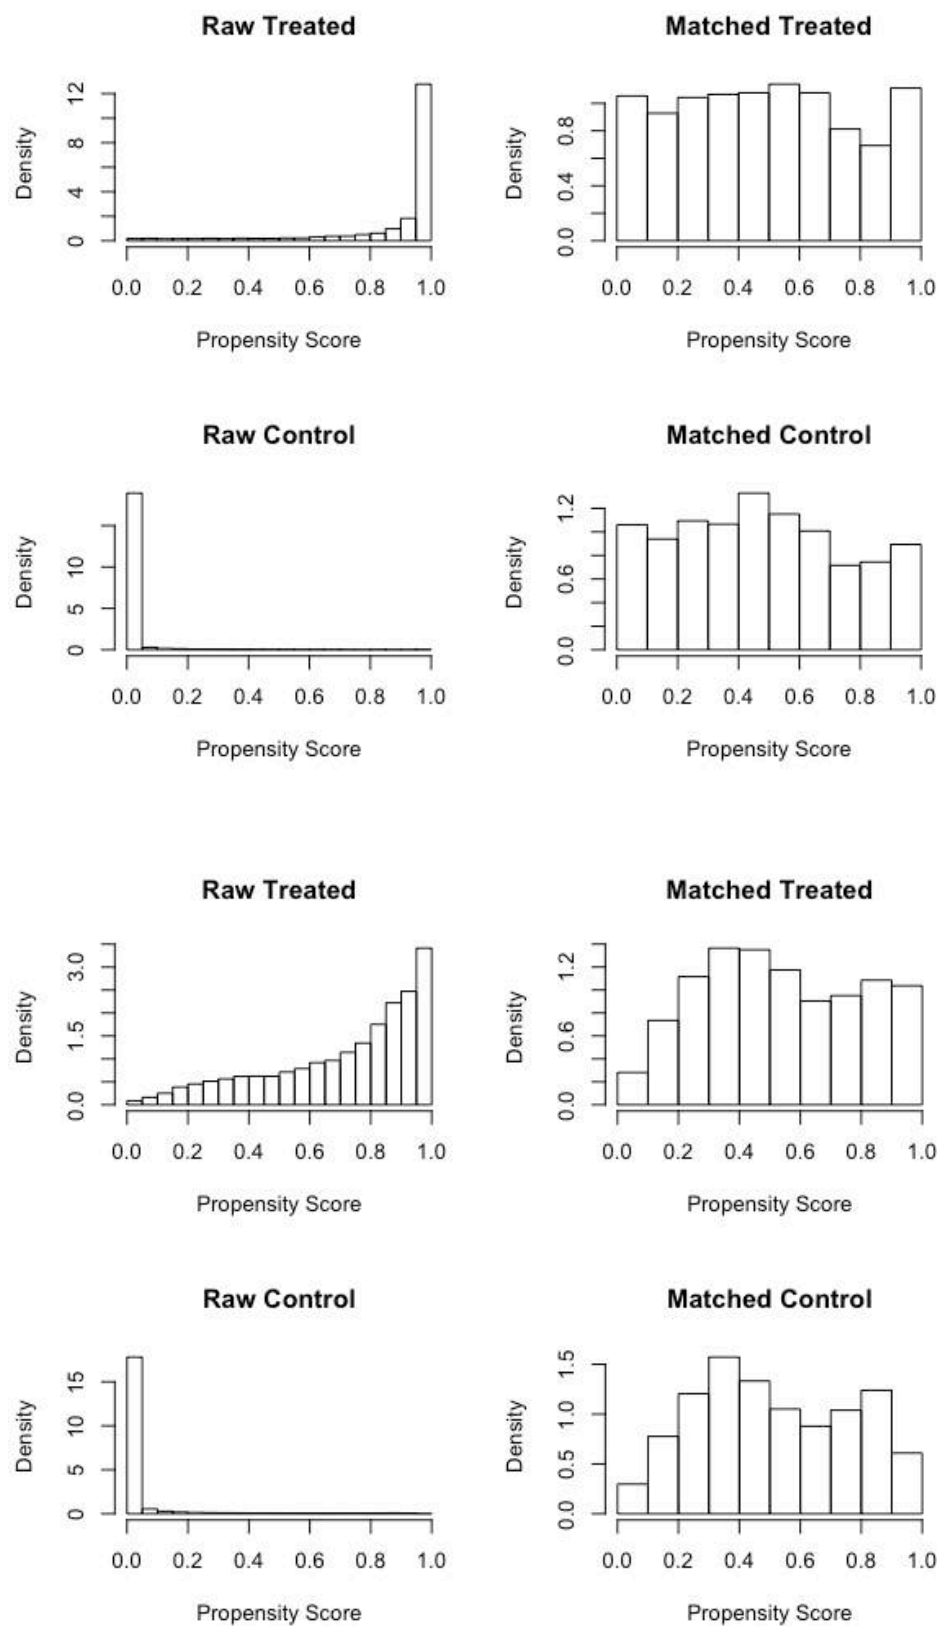 Raw Treated
Matched Treated
Density
0 4 8 12
0.0 0.2 0.4 0.6 0.8 1.0
Propensity Score
Density
0.0 0.4 0.8
0.0 0.2 0.4 0.6 0.8 1.0
Propensity Score
Raw Control
Matched Control
Density
0 5 10
0.0 0.2 0.4 0.6 0.8 1.0
Propensity Score
Density
0.0 0.6 1.2
0.0 0.2 0.4 0.6 0.8 1.0
Propensity Score
Raw Treated
Matched Treated
Density
0.0 1.5 3.0
0.0 0.2 0.4 0.6 0.8 1.0
Propensity Score
Density
0.0 0.6 1.2
0.0 0.2 0.4 0.6 0.8 1.0
Propensity Score
Raw Control
Matched Control
Density
0 5 10 15
0.0 0.2 0.4 0.6 0.8 1.0
Propensity Score
Density
0.0 0.5 1.0 1.5
0.0 0.2 0.4 0.6 0.8 1.0
Propensity Score